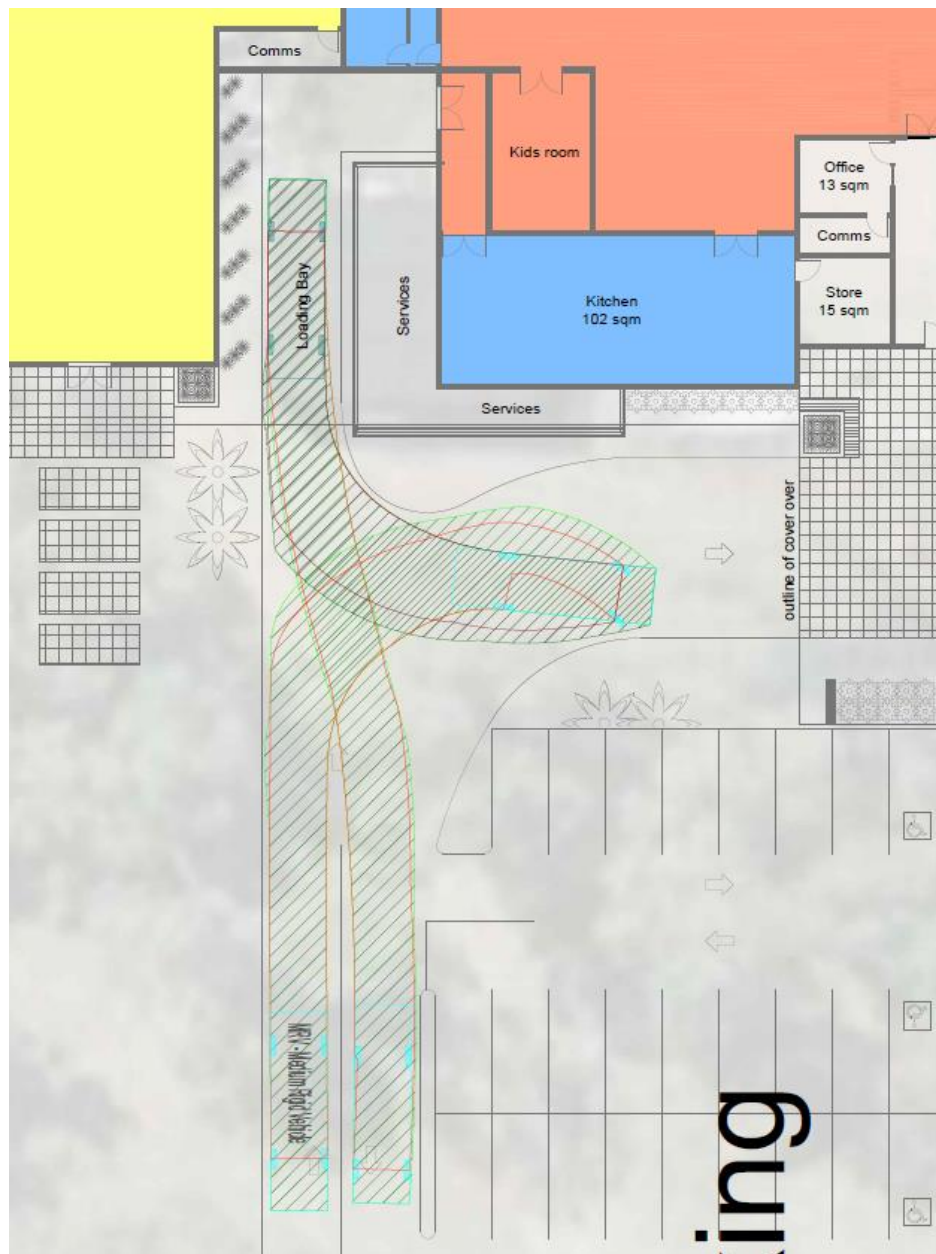 Comms
Kids room
Office
13 sqm
Comms
Loading Bay
Services
Kitchen
102 sqm
Store
15 sqm
Services
outline of cover over
MRV - Medium Rigid Vehicle
king